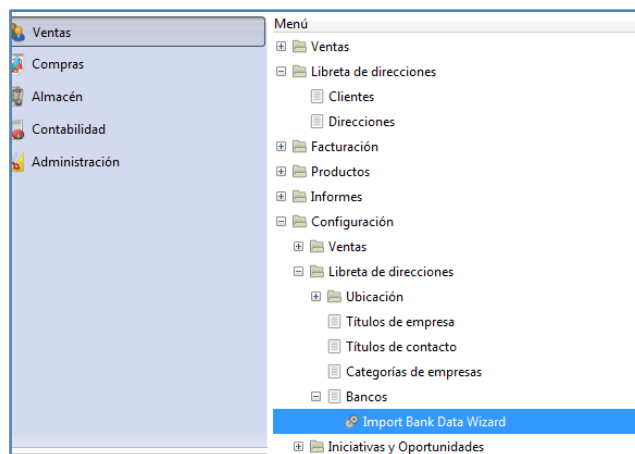 Ventas
Compras
Almacén
Contabilidad
Administración
Menú
Ventas
Libreta de direcciones
Clientes
Direcciones
Facturación
Productos
Informes
Configuración
Ventas
Libreta de direcciones
Ubicación
Títulos de empresa
Títulos de contacto
Categorías de empresas
Bancos
Import Bank Data Wizard
Iniciativas y Oportunidades